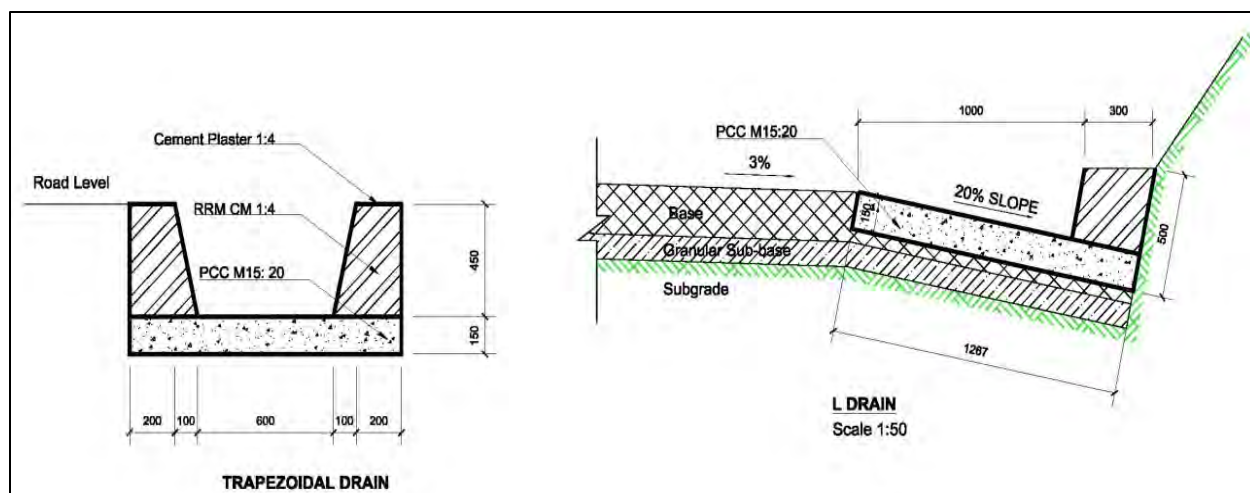 Cement Plaster 1:4
Road Level
RRM CM 1:4
PCC M15: 20
450
150
200
100
600
100
200
TRAPEZOIDAL DRAIN
1000
300
PCC M15:20
3%
20% SLOPE
150
Base
500
Granular Sub-base
Subgrade
1267
L DRAIN
Scale 1:50